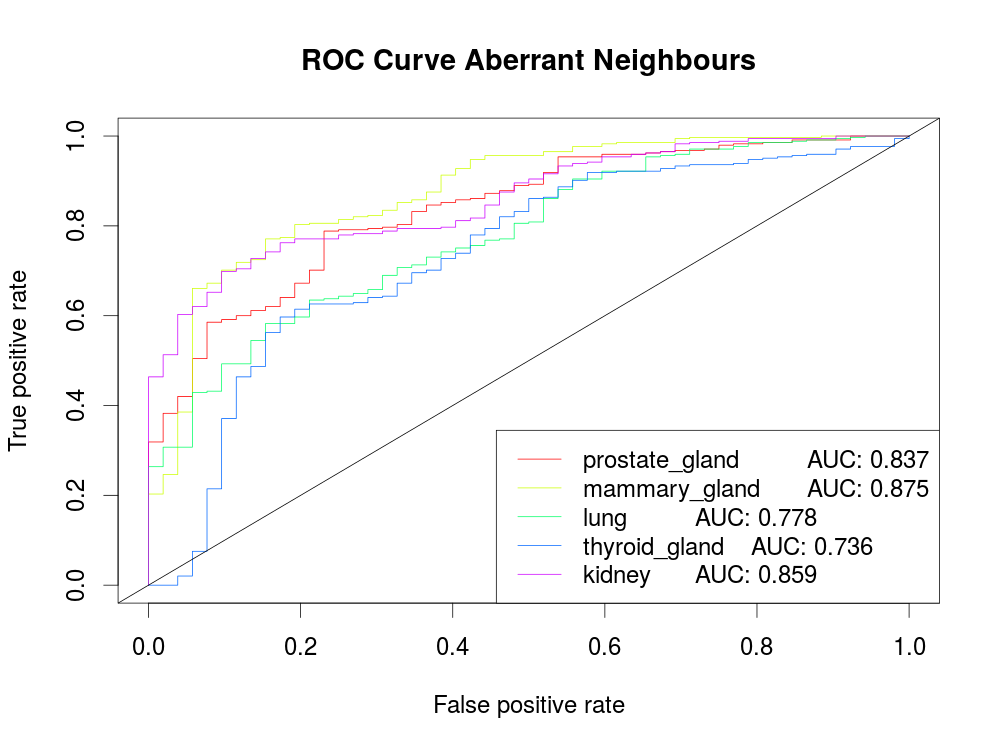 ROC Curve Aberrant Neighbours
True positive rate
1.0
0.8
0.6
0.4
0.2
0.0
prostate_gland AUC: 0.837
mammary_gland AUC: 0.875
lung AUC: 0.778
thyroid_gland AUC: 0.736
kidney AUC: 0.859
0.0 0.2 0.4 0.6 0.8 1.0
False positive rate